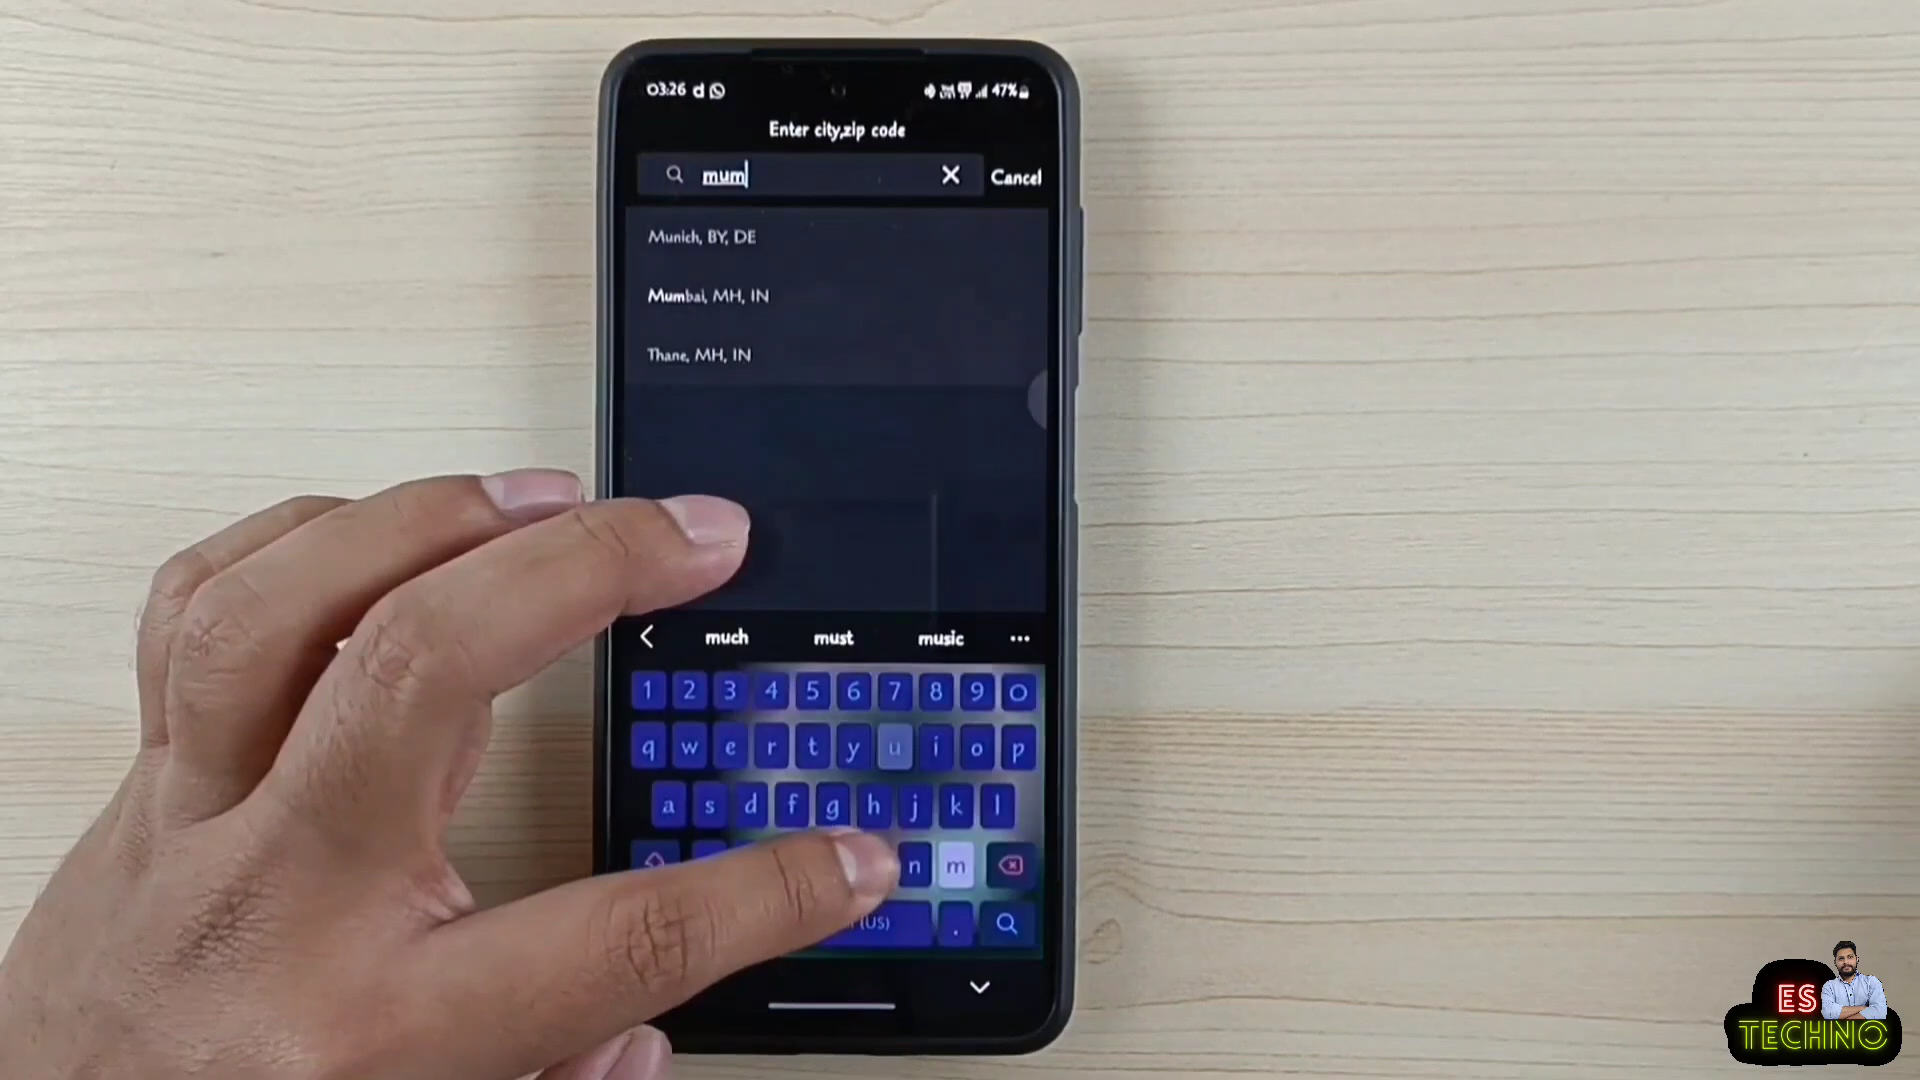 03:26 d 47%
Enter city,zip code
mum
Cancel
Munich, BY, DE
Mumbai, MH, IN
Thane, MH, IN
much must music ...
1 2 3 4 5 6 7 8 9 0
q w e r t y u i o p
a s d f g h j k l
n m
(US) .
ES
TECHNO